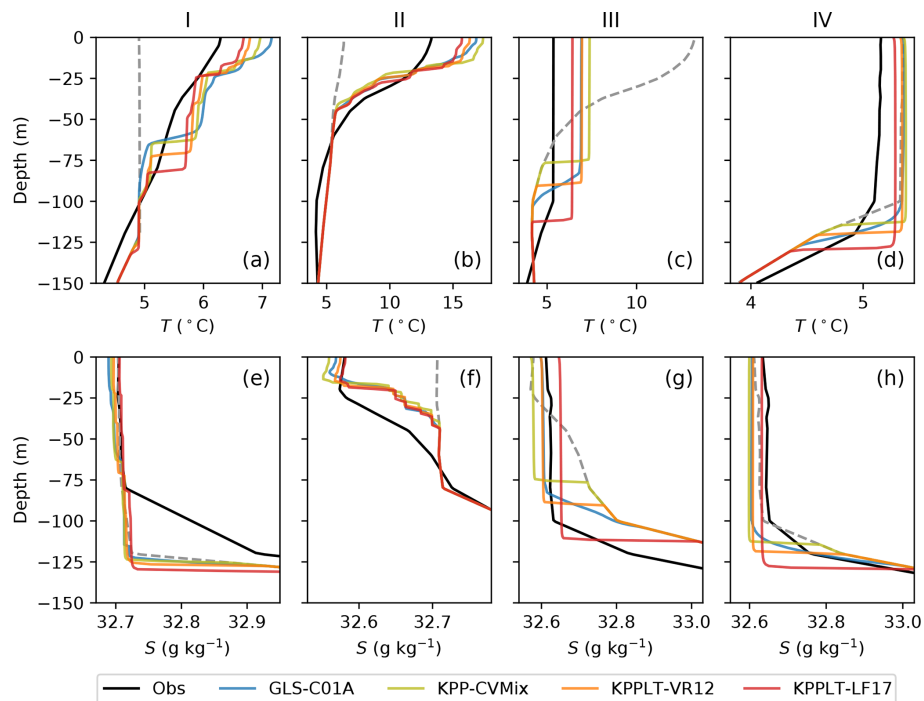 I II III IV
0
−25
−50
−75
−100
−125
−150
Depth (m)
(a) (b) (c) (d)
5 6 7
5 10 15
5 10
4 5
T (°C) T (°C) T (°C) T (°C)
0
−25
−50
−75
−100
−125
−150
Depth (m)
(e) (f) (g) (h)
32.7 32.8 32.9
32.6 32.7
32.6 32.8 33.0
32.6 32.8 33.0
S (g kg⁻¹) S (g kg⁻¹) S (g kg⁻¹) S (g kg⁻¹)
Obs GLS-C01A KPP-CVMix KPPLT-VR12 KPPLT-LF17